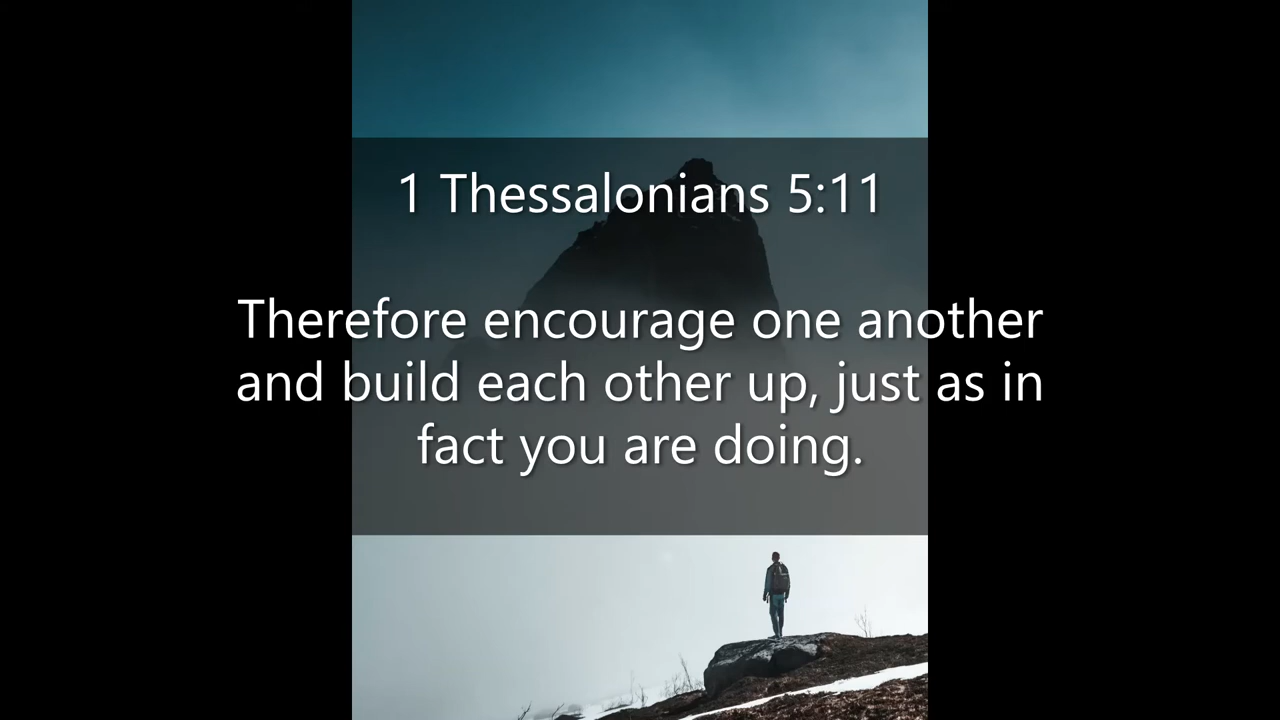 1 Thessalonians 5:11
Therefore encourage one another
and build each other up, just as in
fact you are doing.